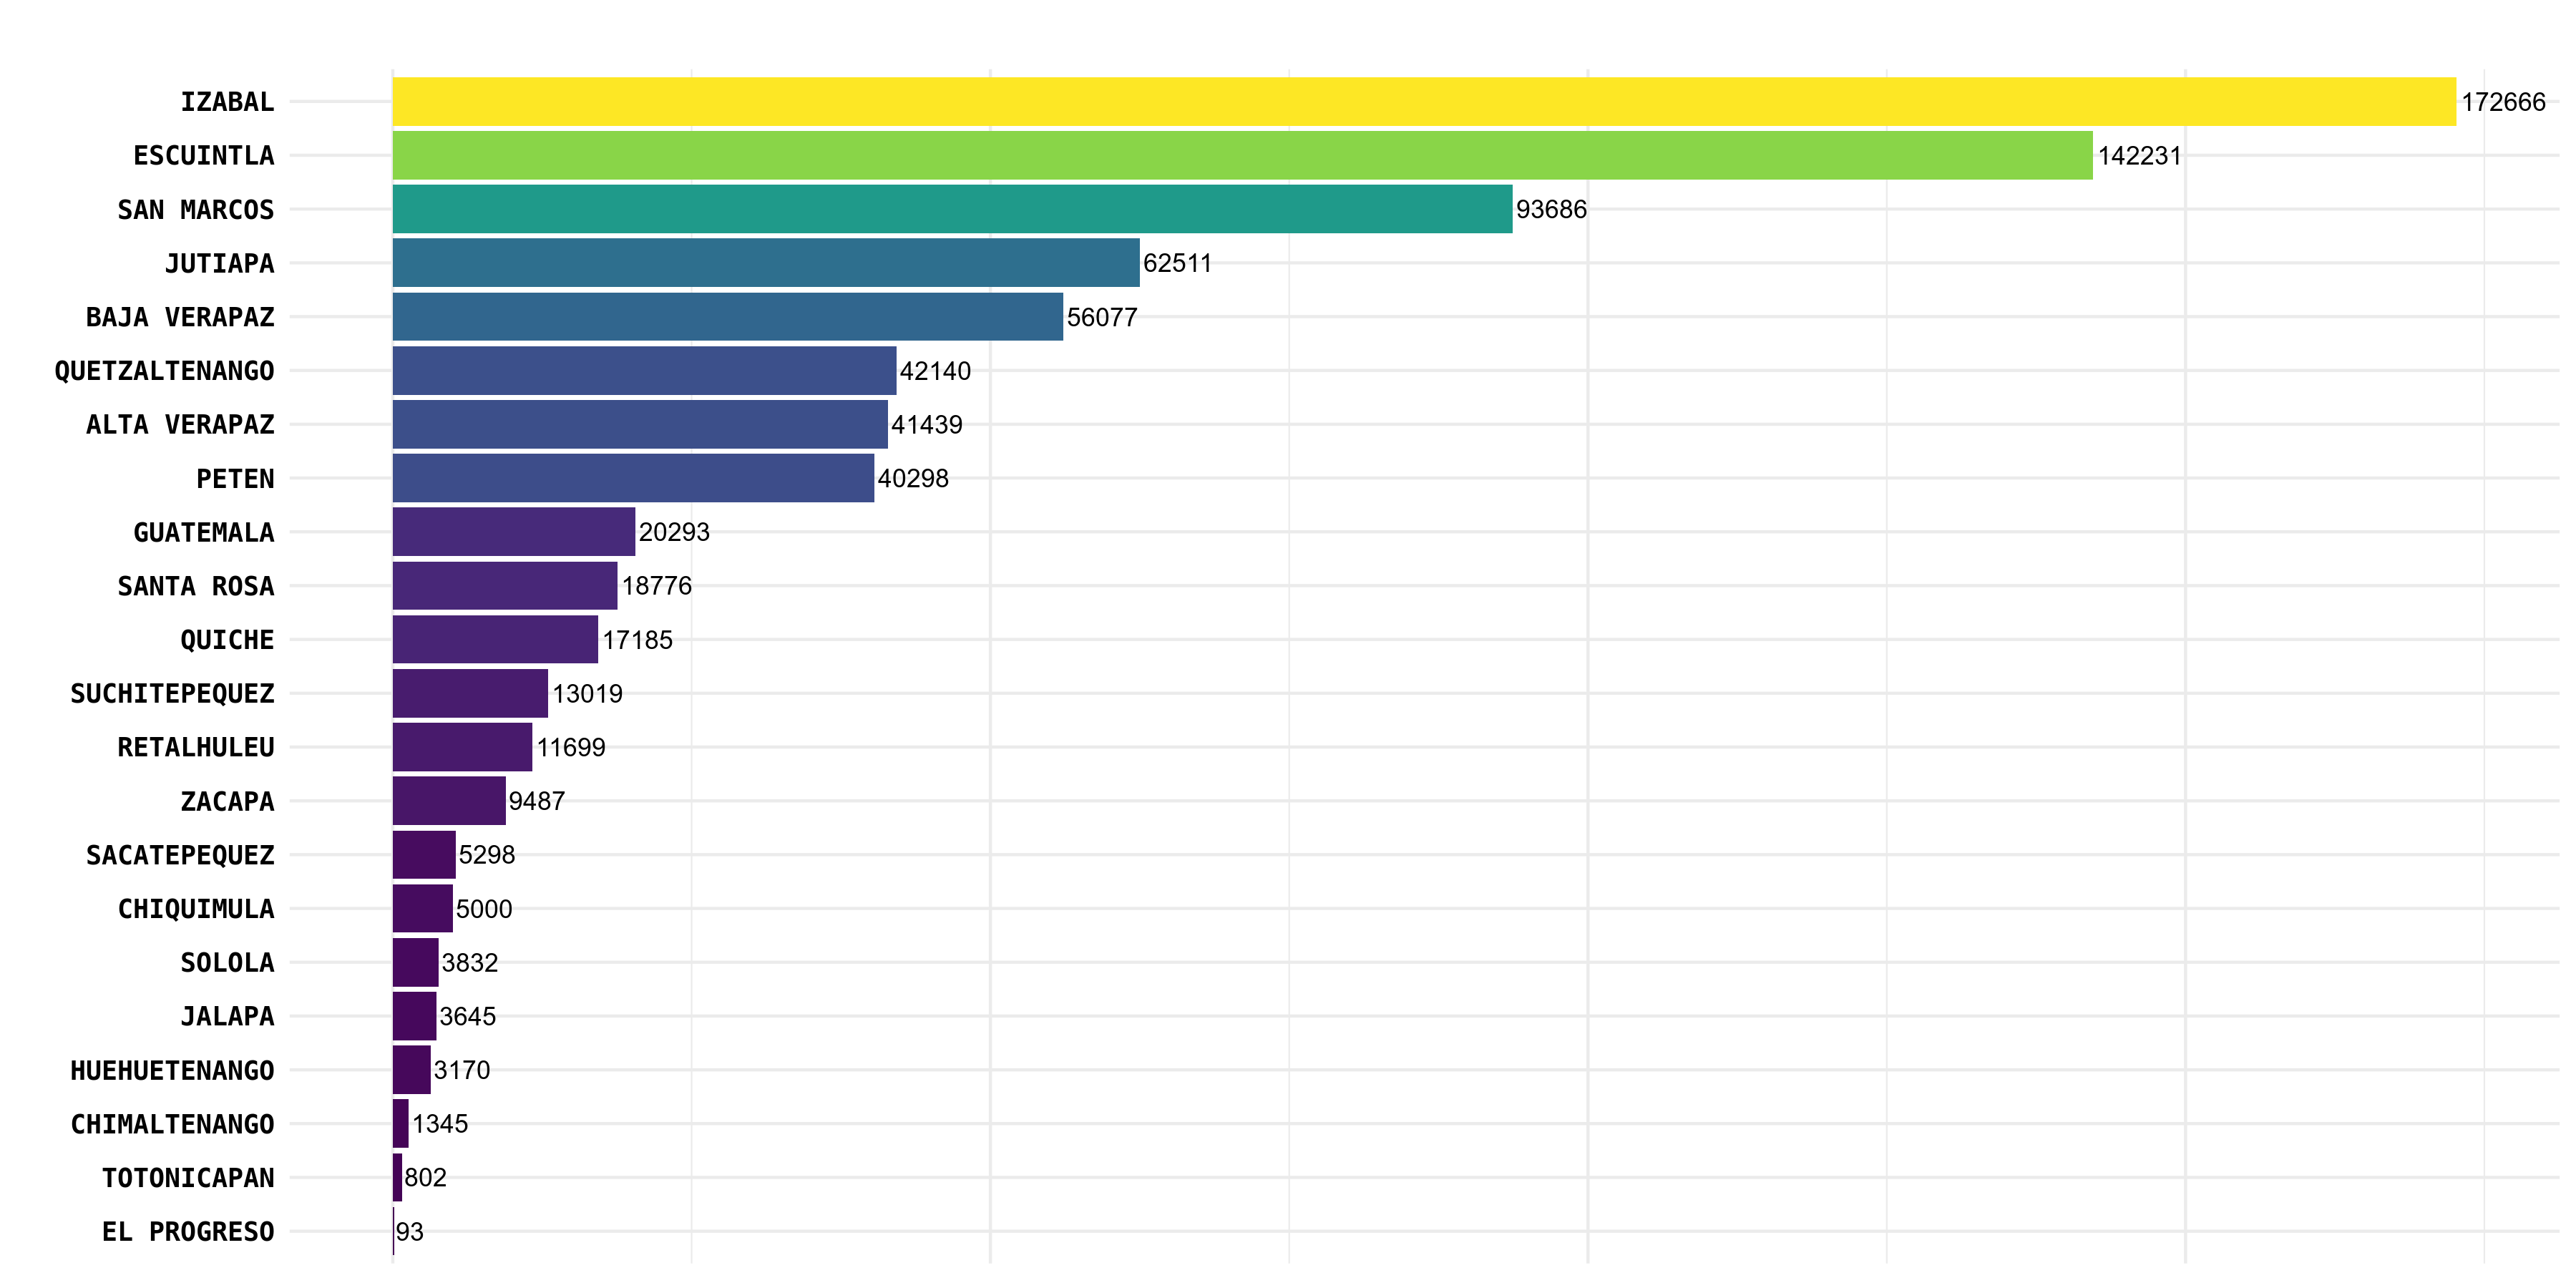 IZABAL 172666
ESCUINTLA 142231
SAN MARCOS 93686
JUTIAPA 62511
BAJA VERAPAZ 56077
QUETZALTENANGO 42140
ALTA VERAPAZ 41439
PETEN 40298
GUATEMALA 20293
SANTA ROSA 18776
QUICHE 17185
SUCHITEPEQUEZ 13019
RETALHULEU 11699
ZACAPA 9487
SACATEPEQUEZ 5298
CHIQUIMULA 5000
SOLOLA 3832
JALAPA 3645
HUEHUETENANGO 3170
CHIMALTENANGO 1345
TOTONICAPAN 802
EL PROGRESO 93